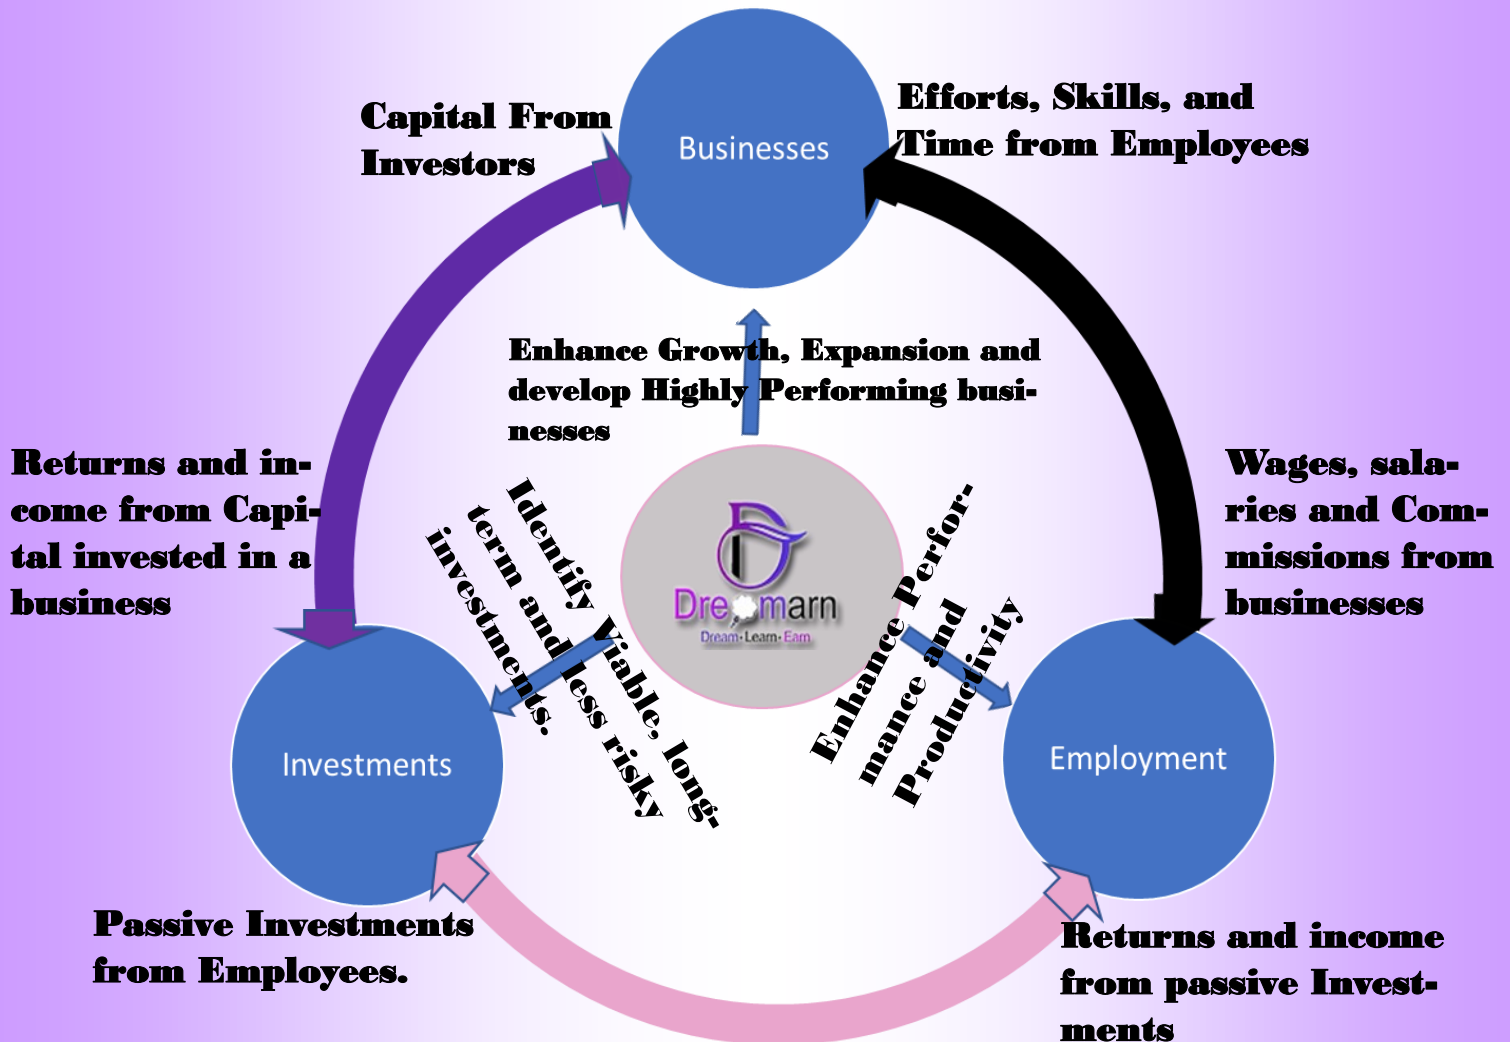 Businesses
Capital From
Investors
Efforts, Skills, and
Time from Employees
Enhance Growth, Expansion and
develop Highly Performing busi-
nesses
Returns and in-
come from Capi-
tal invested in a
business
Wages, sala-
ries and Com-
missions from
businesses
Identify Viable, long-
term and less risky
investments.
Dre marn
Dream-Learn-Earn
Enhance Perfor-
mance and
Productivity
Investments
Employment
Passive Investments
from Employees.
Returns and income
from passive Invest-
ments